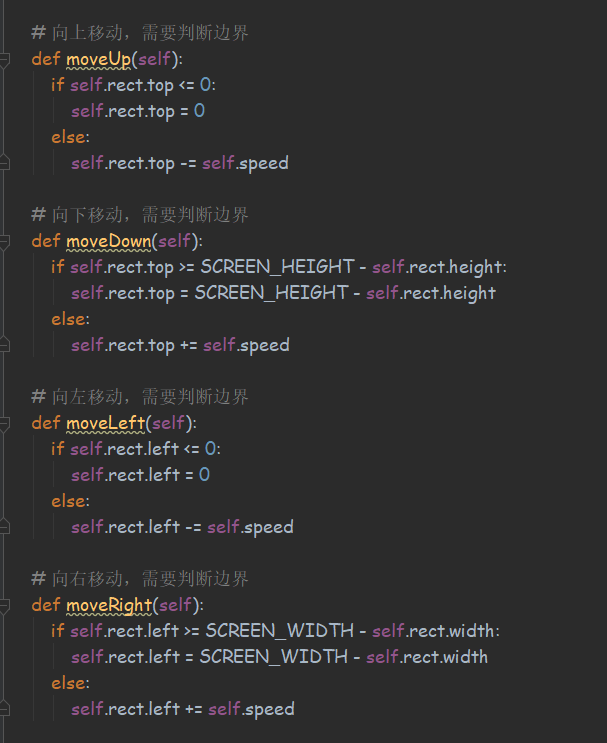 # 向上移动，需要判断边界
def moveUp(self):
if self.rect.top <= 0:
self.rect.top = 0
else:
self.rect.top -= self.speed
# 向下移动，需要判断边界
def moveDown(self):
if self.rect.top >= SCREEN_HEIGHT - self.rect.height:
self.rect.top = SCREEN_HEIGHT - self.rect.height
else:
self.rect.top += self.speed
# 向左移动，需要判断边界
def moveLeft(self):
if self.rect.left <= 0:
self.rect.left = 0
else:
self.rect.left -= self.speed
# 向右移动，需要判断边界
def moveRight(self):
if self.rect.left >= SCREEN_WIDTH - self.rect.width:
self.rect.left = SCREEN_WIDTH - self.rect.width
else:
self.rect.left += self.speed